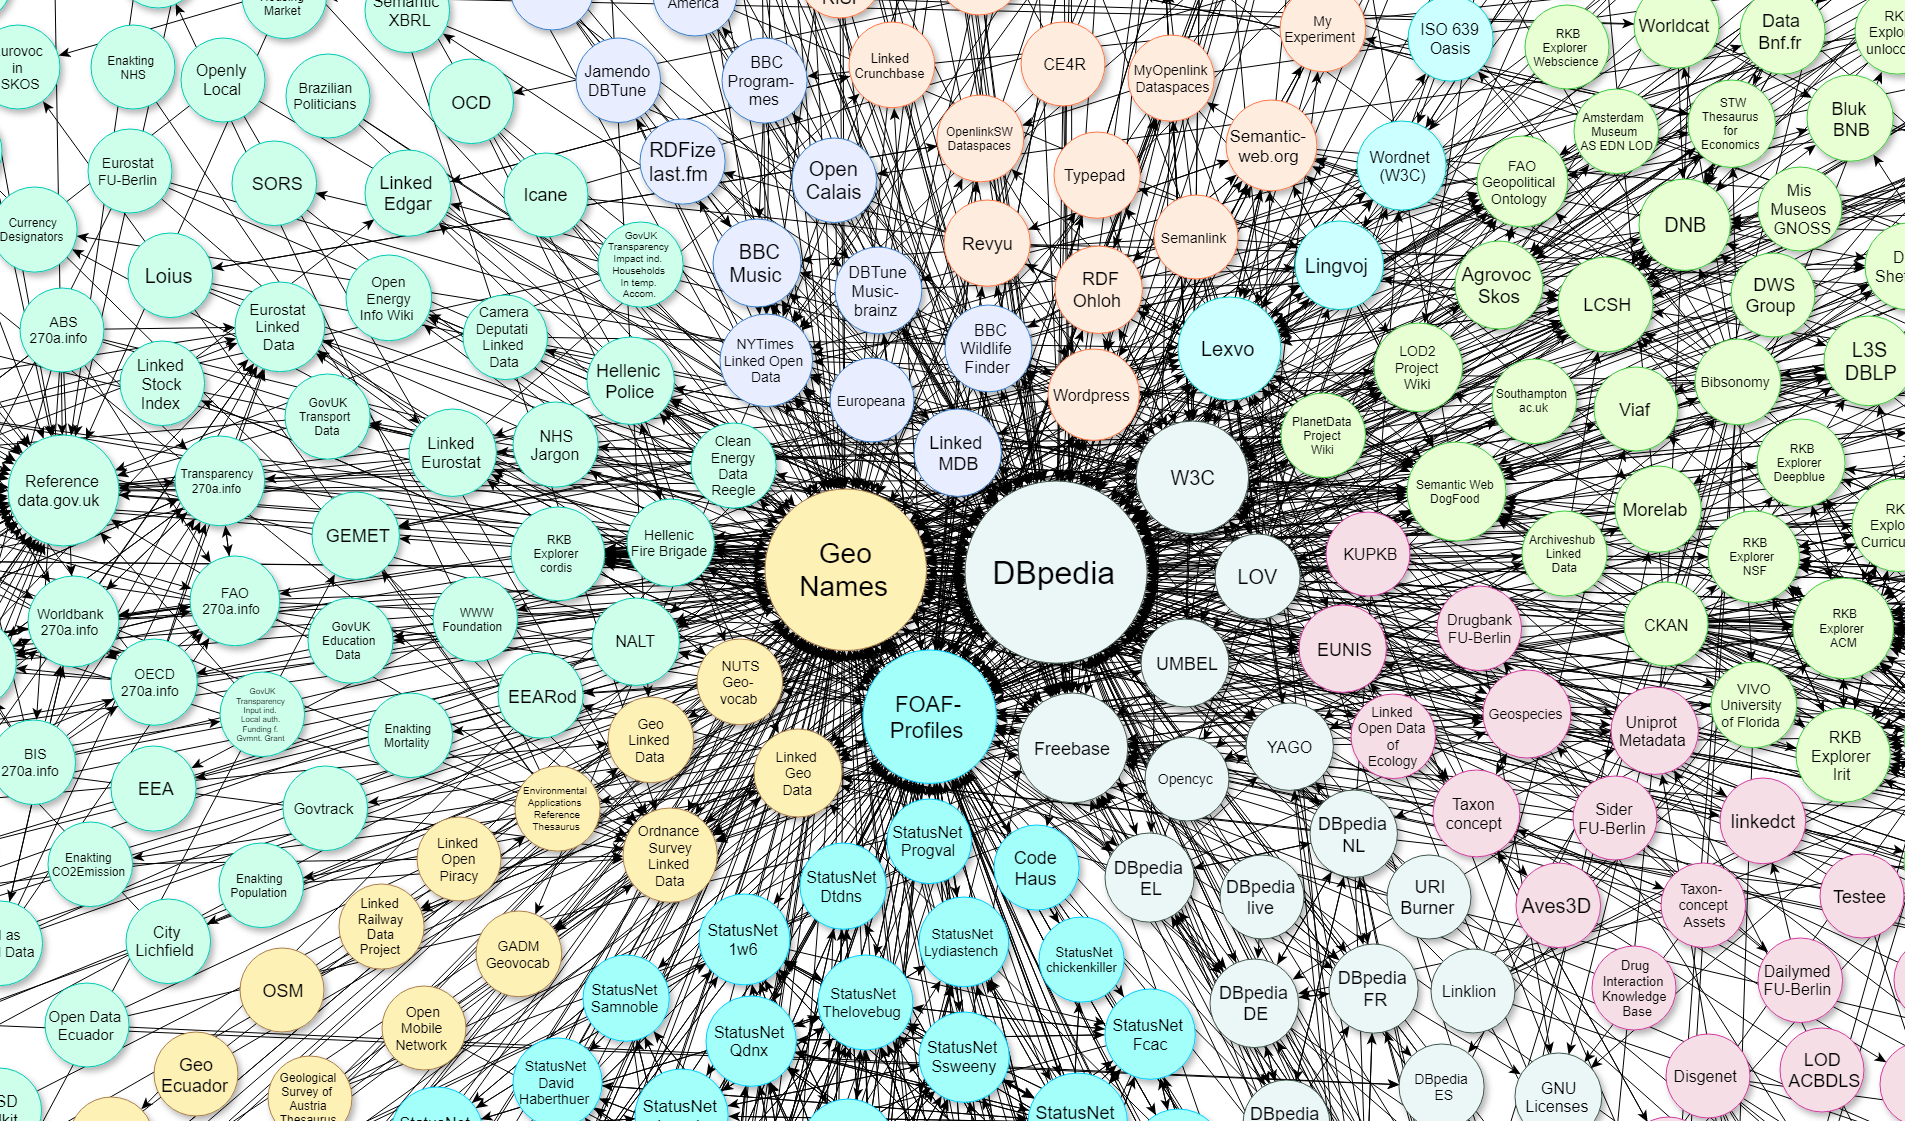 Market
Semantic
XBRL
America
My
Experiment
ISO 639
Oasis
RKB
Explorer
Webscience
Worldcat
Data
Bnf.fr
in
SKOS
Enakting
NHS
Openly
Local
Brazilian
Politicians
OCD
Jamendo
DBTune
BBC
Program-
mes
Linked
Crunchbase
CE4R
MyOpenlink
Dataspaces
Amsterdam
Museum
AS EDN LOD
STW
Thesaurus
for
Economics
Bluk
BNB
Eurostat
FU-Berlin
SORS
Linked
Edgar
Icane
RDFize
last.fm
Open
Calais
OpenlinkSW
Dataspaces
Typepad
Semantic-
web.org
Wordnet
(W3C)
FAO
Geopolitical
Ontology
DNB
Mis
Museos
GNOSS
Currency
Designators
Loius
Open
Energy
Info Wiki
GovUK
Transparency
Impact ind.
Households
In temp.
Accom.
BBC
Music
DBTune
Music-
brainz
Revyu
Semanlink
RDF
Ohloh
Lingvoj
Agrovoc
Skos
LCSH
DWS
Group
ABS
270a.info
Eurostat
Linked
Data
Camera
Deputati
Linked
Data
NYTimes
Linked Open
Data
BBC
Wildlife
Finder
Lexvo
LOD2
Project
Wiki
Bibsonomy
L3S
DBLP
Linked
Stock
Index
GovUK
Transport
Data
Hellenic
Police
Europeana
Wordpress
Southampton
ac.uk
Viaf
Linked
Eurostat
NHS
Jargon
Clean
Energy
Data
Reegle
Linked
MDB
W3C
PlanetData
Project
Wiki
RKB
Explorer
Deepblue
Reference
data.gov.uk
Transparency
270a.info
Semantic Web
DogFood
Morelab
GEMET
RKB
Explorer
cordis
Hellenic
Fire Brigade
Geo
Names
DBpedia
LOV
KUPKB
Archiveshub
Linked
Data
RKB
Explorer
NSF
Worldbank
270a.info
FAO
270a.info
GovUK
Education
Data
WWW
Foundation
NALT
UMBEL
EUNIS
Drugbank
FU-Berlin
CKAN
RKB
Explorer
ACM
OECD
270a.info
GovUK
Transparency
Input ind.
Local auth.
Funding f.
Gvmnt. Grant
EEARod
NUTS
Geo-
vocab
FOAF-
Profiles
Freebase
YAGO
Linked
Open Data
of
Ecology
Geospecies
Uniprot
Metadata
VIVO
University
of Florida
BIS
270a.info
EEA
Enakting
Mortality
Geo
Linked
Data
Linked
Geo
Data
Opencyc
RKB
Explorer
Irit
Govtrack
Environmental
Applications
Reference
Thesaurus
Taxon
concept
Sider
FU-Berlin
linkedct
Enakting
CO2Emission
Enakting
Population
Linked
Open
Piracy
Ordnance
Survey
Linked
Data
StatusNet
Progval
Code
Haus
DBpedia
NL
DBpedia
EL
DBpedia
live
URI
Burner
Aves3D
Taxon-
concept
Assets
Testee
City
Lichfield
Linked
Railway
Data
Project
GADM
Geovocab
StatusNet
Dtdns
StatusNet
1w6
StatusNet
Lydiastench
StatusNet
chickenkiller
as
Data
OSM
StatusNet
Samnoble
StatusNet
Thelovebug
DBpedia
DE
DBpedia
FR
Linklion
Drug
Interaction
Knowledge
Base
Dailymed
FU-Berlin
Open Data
Ecuador
Open
Mobile
Network
StatusNet
Qdnx
StatusNet
Ssweeny
StatusNet
Fcac
Geo
Ecuador
Geological
Survey of
Austria
Thesaurus
StatusNet
David
Haberthuer
StatusNet
StatusNet
DBpedia
DBpedia
ES
GNU
Licenses
Disgenet
LOD
ACBDLS